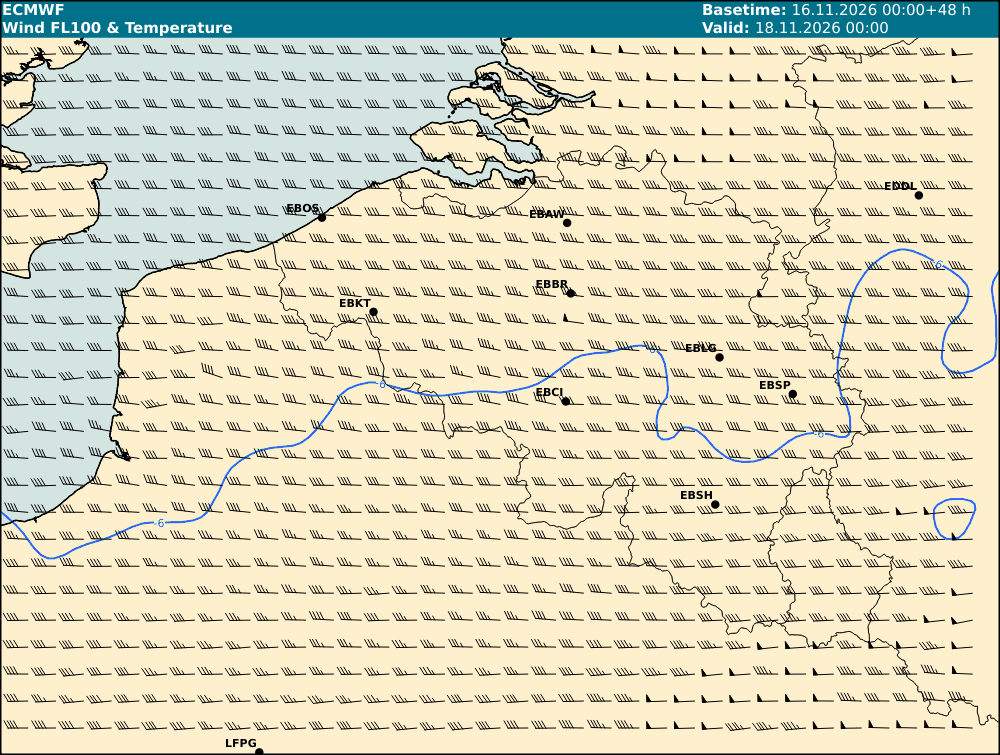 ECMWF
Wind FL100 & Temperature
Basetime: 16.11.2026 00:00+48 h
Valid: 18.11.2026 00:00
EDDL
EBOS
EBAW
-6
EBBR
EBKT
EBLG
-6
-6
EBSP
EBCI
-6
EBSH
-6
LFPG